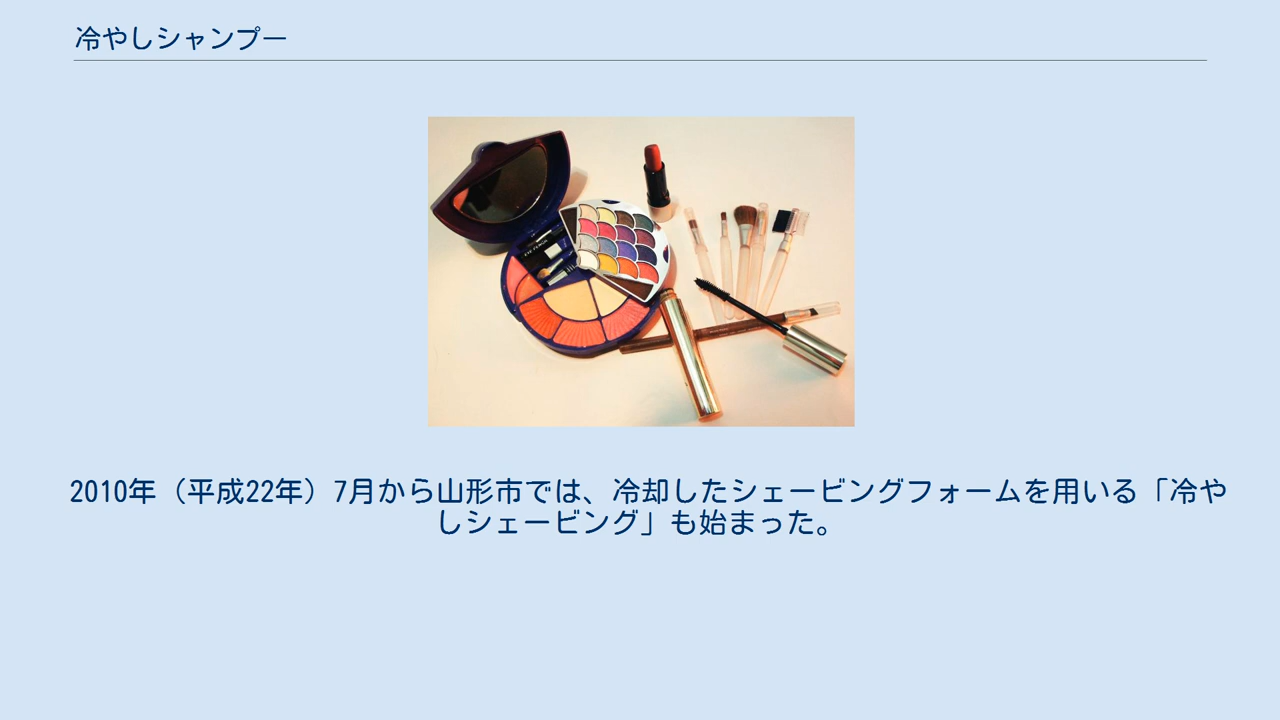 冷やしシャンプー
2010年（平成22年）7月から山形市では、冷却したシェービングフォームを用いる「冷や
しシェービング」も始まった。